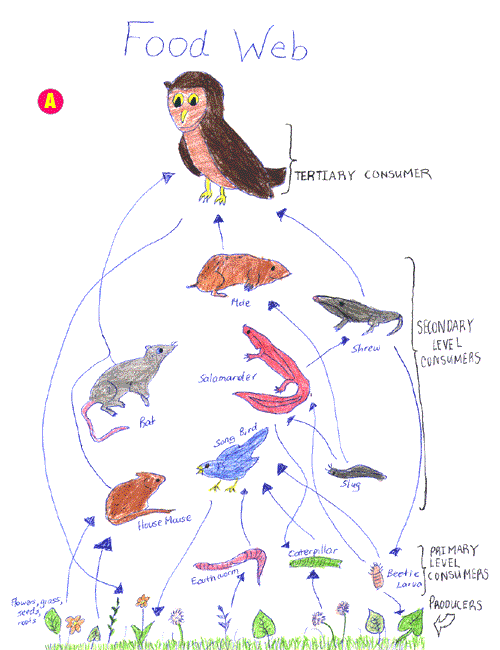 Food Web
A
TERTIARY CONSUMER
Mole
Shrew
SECONDARY
LEVEL
CONSUMERS
Salamander
Rat
Song Bird
Slug
House Mouse
Earthworm
Caterpillar
Beetle
Larva
PRIMARY
LEVEL
CONSUMERS
Flowers, grass,
seeds,
roots
PRODUCERS